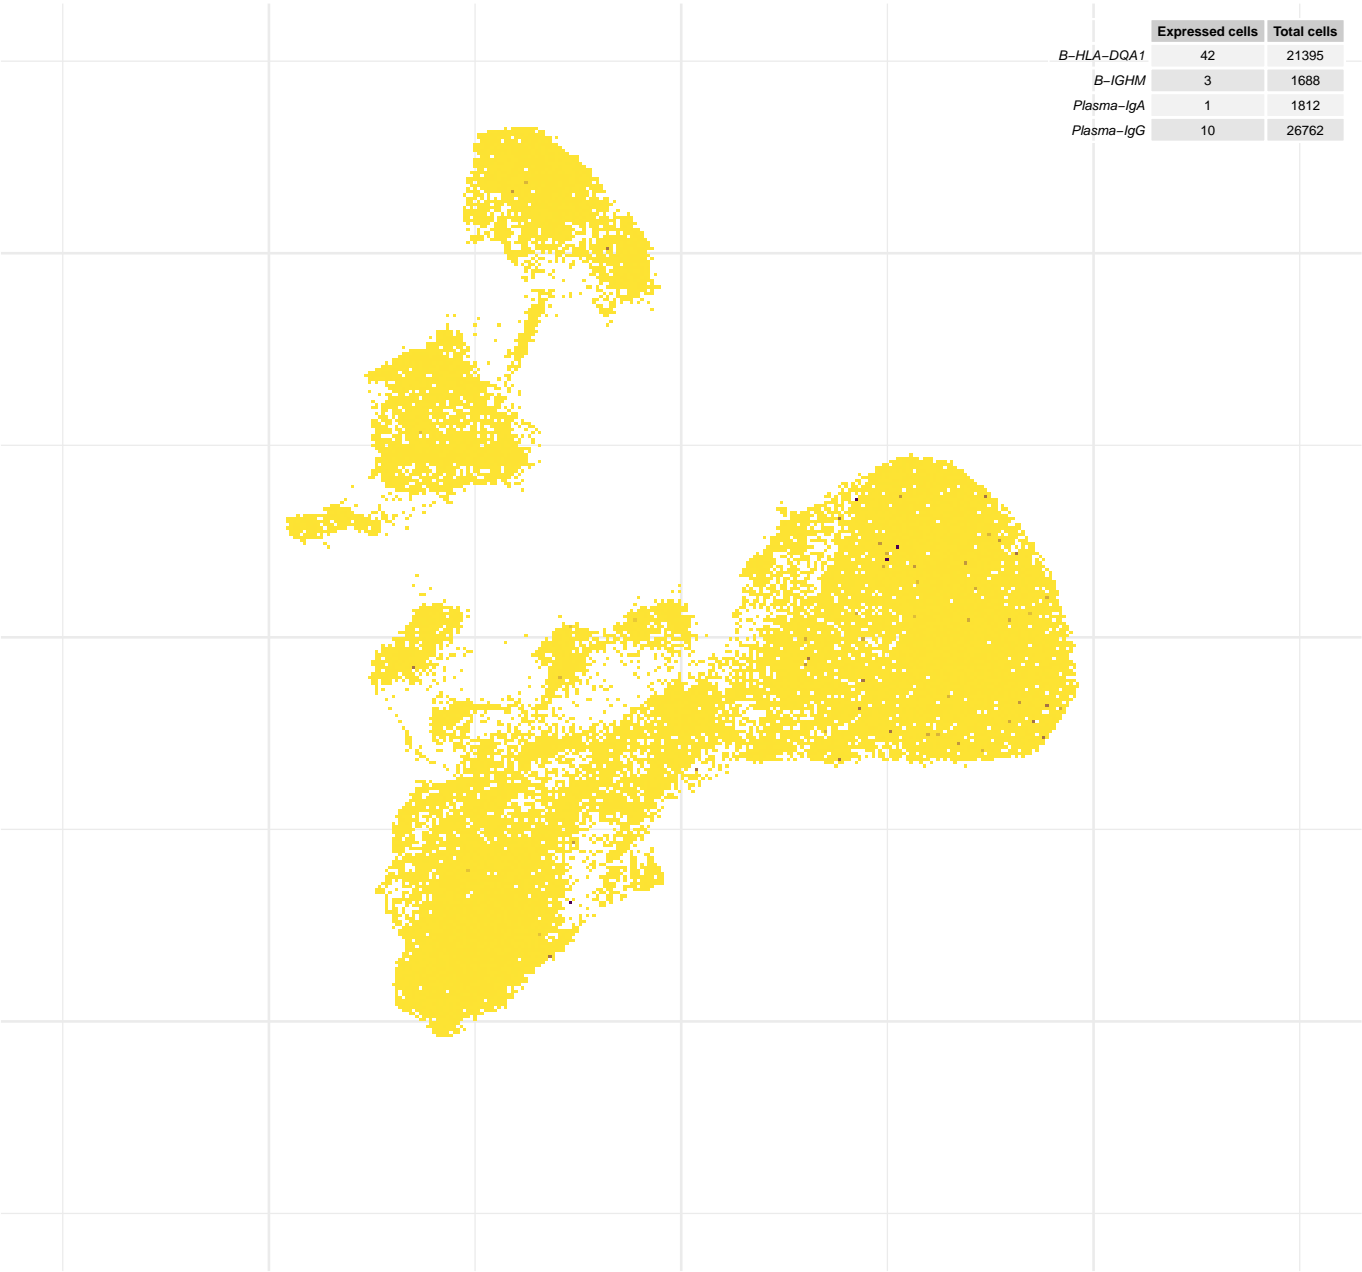 Expressed cells Total cells
B−HLA−DQA1 42 21395
B−IGHM 3 1688
Plasma−IgA 1 1812
Plasma−IgG 10 26762